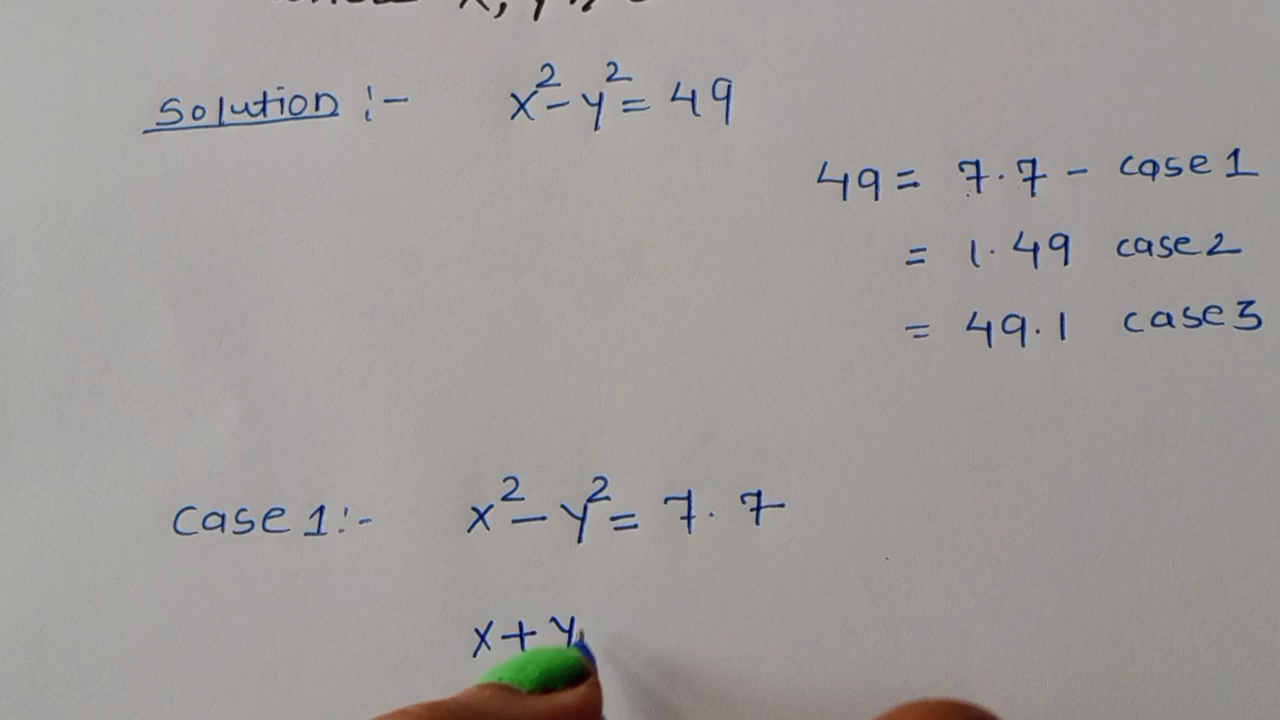 x, y
Solution :- x²-y²= 49
49= 7.7 - case 1
= 1.49 case 2
= 49.1 case 3
Case 1:- x²-y²= 7.7
x+y